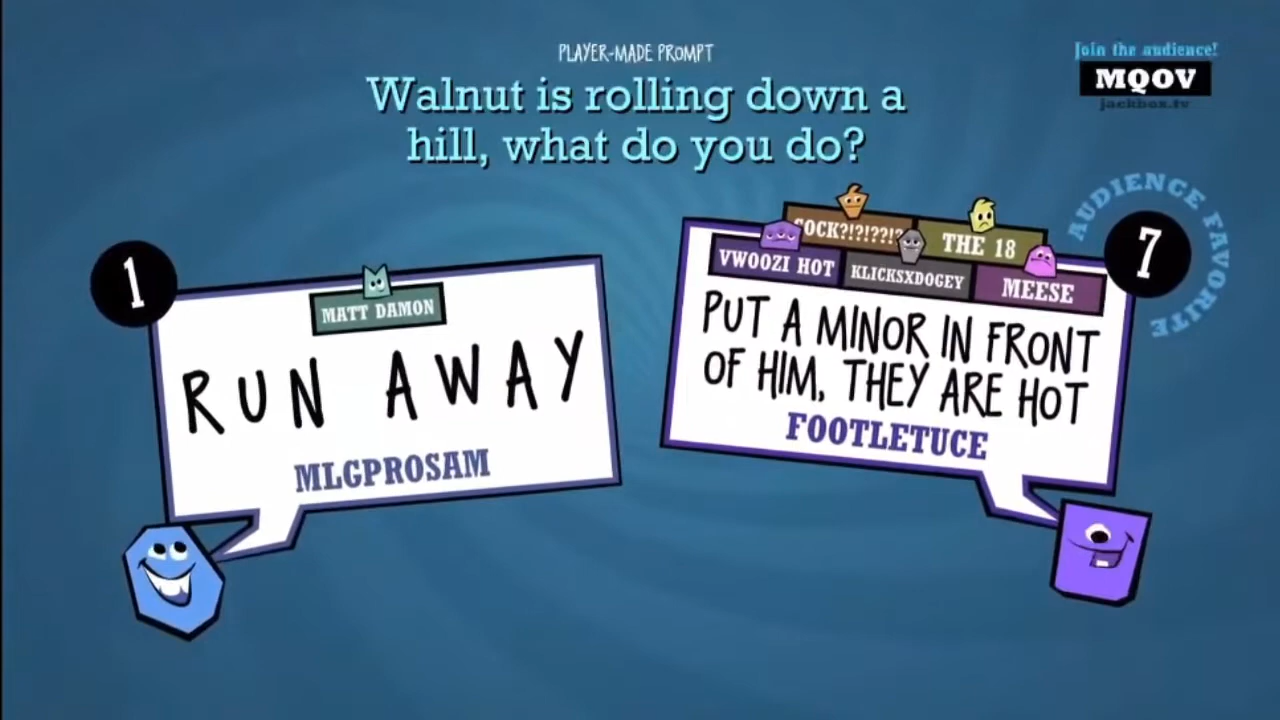 PLAYER-MADE PROMPT
Walnut is rolling down a
hill, what do you do?
Join the audience!
MQOV
jackbox.tv
1
MATT DAMON
RUN AWAY
MLGPROSAM
AUDIENCE FAVORITE
7
COCK?!?!??!?
THE 18
VWOOZI HOT
KLICKSXDOGEY
MEESE
PUT A MINOR IN FRONT
OF HIM, THEY ARE HOT
FOOTLETUCE